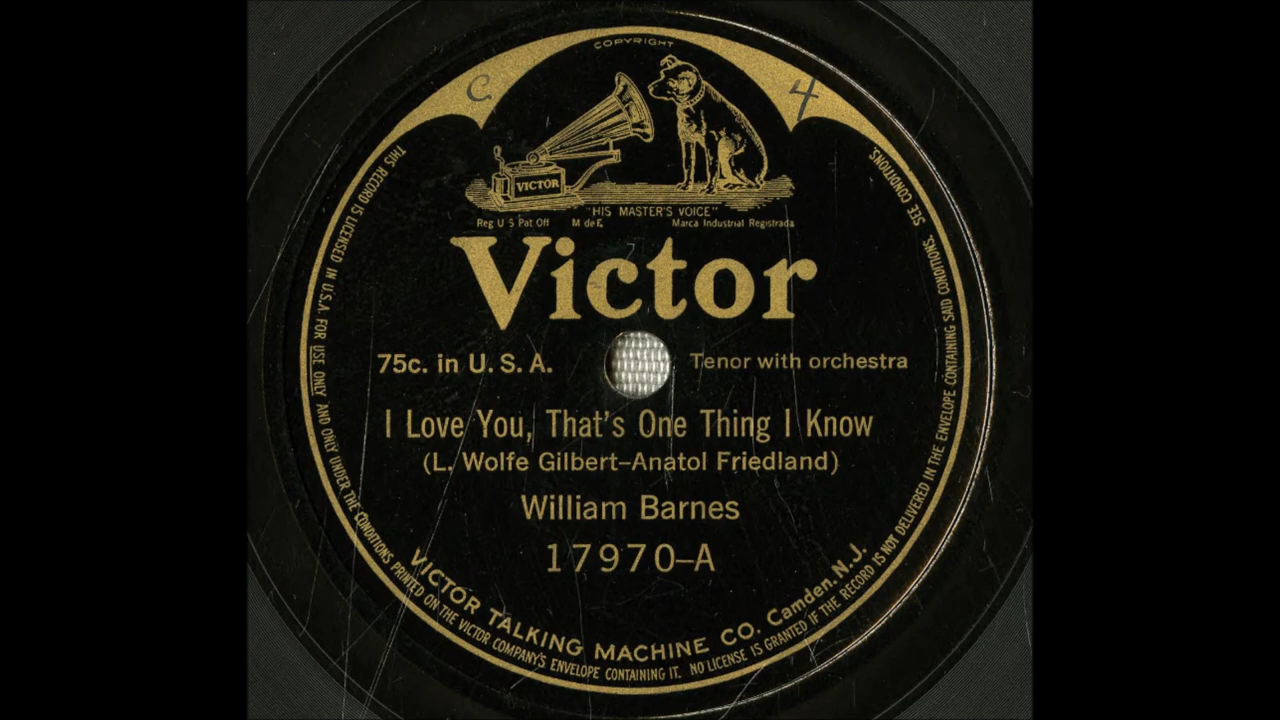 COPYRIGHT
C. 4
VICTOR
"HIS MASTER'S VOICE"
Reg U S Pat Off M de F. Marca Industrial Registrada
Victor
75c. in U. S. A. Tenor with orchestra
I Love You, That's One Thing I Know
(L. Wolfe Gilbert–Anatol Friedland)
William Barnes
17970–A
VICTOR TALKING MACHINE CO. Camden, N.J.
THIS RECORD IS LICENSED IN U.S.A. FOR USE ONLY AND ONLY UNDER THE CONDITIONS PRINTED ON THE VICTOR COMPANY'S ENVELOPE CONTAINING IT. NO LICENSE IS GRANTED IF THE RECORD IS NOT DELIVERED IN THE ENVELOPE CONTAINING SAID CONDITIONS. SEE CONDITIONS.